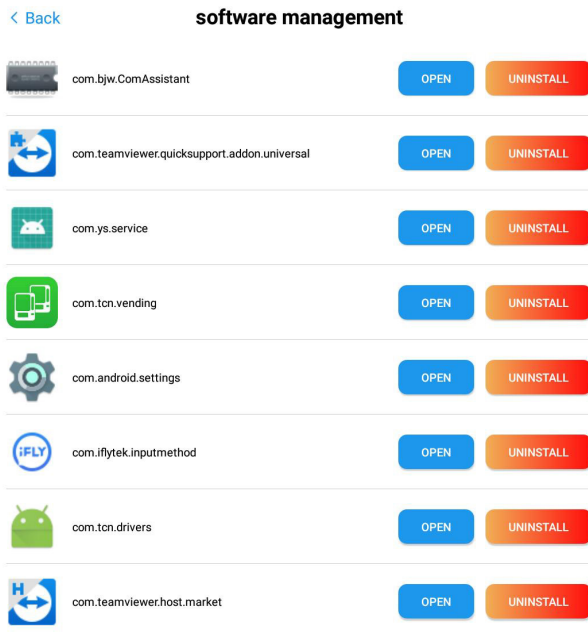 Back
software management
com.bjw.ComAssistant OPEN UNINSTALL
com.teamviewer.quicksupport.addon.universal OPEN UNINSTALL
com.ys.service OPEN UNINSTALL
com.tcn.vending OPEN UNINSTALL
com.android.settings OPEN UNINSTALL
iFLY com.iflytek.inputmethod OPEN UNINSTALL
com.tcn.drivers OPEN UNINSTALL
H com.teamviewer.host.market OPEN UNINSTALL